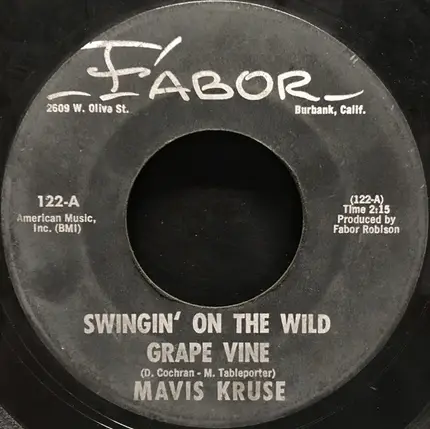 FABOR
2609 W. Olive St.
Burbank, Calif.
122-A
American Music,
Inc. (BMI)
(122-A)
Time 2:15
Produced by
Fabor Robison
SWINGIN' ON THE WILD
GRAPE VINE
(D. Cochran - M. Tableporter)
MAVIS KRUSE